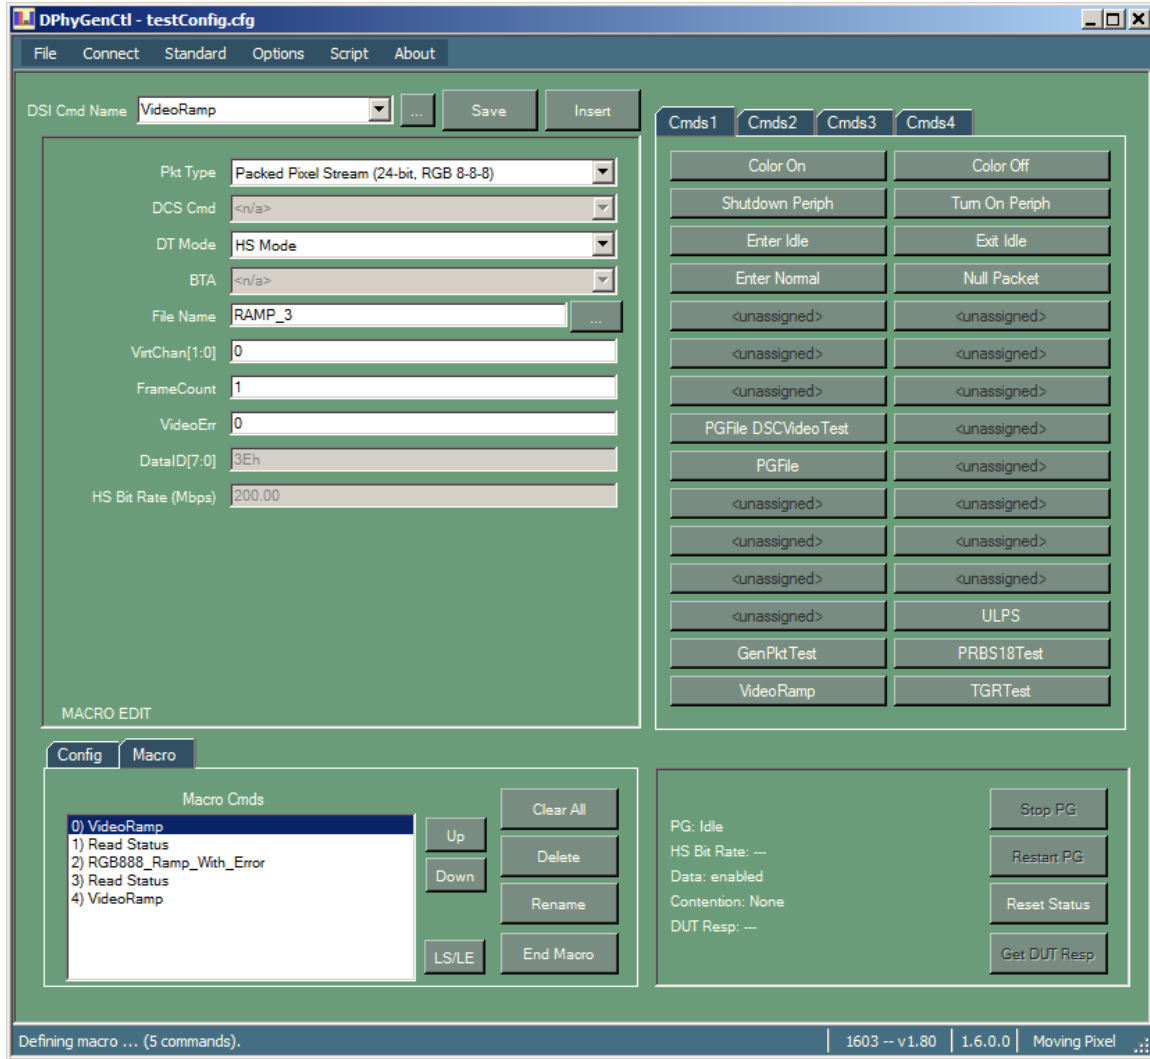 DPhyGenCtl - testConfig.cfg
File Connect Standard Options Script About
DSI Cmd Name VideoRamp ... Save Insert
Pkt Type Packed Pixel Stream (24-bit, RGB 8-8-8)
DCS Cmd <n/a>
DT Mode HS Mode
BTA <n/a>
File Name RAMP_3 ...
VirtChan[1:0] 0
FrameCount 1
VideoErr 0
DataID[7:0] 3Eh
HS Bit Rate (Mbps) 200.00
MACRO EDIT
Cmds1 Cmds2 Cmds3 Cmds4
Color On Color Off
Shutdown Periph Turn On Periph
Enter Idle Exit Idle
Enter Normal Null Packet
<unassigned> <unassigned>
<unassigned> <unassigned>
<unassigned> <unassigned>
PGFile DSCVideoTest <unassigned>
PGFile <unassigned>
<unassigned> <unassigned>
<unassigned> <unassigned>
<unassigned> <unassigned>
<unassigned> ULPS
GenPktTest PRBS18Test
VideoRamp TGRTest
Config Macro
Macro Cmds
0) VideoRamp
1) Read Status
2) RGB888_Ramp_With_Error
3) Read Status
4) VideoRamp
Up
Down
LS/LE
Clear All
Delete
Rename
End Macro
PG: Idle
HS Bit Rate: ---
Data: enabled
Contention: None
DUT Resp: ---
Stop PG
Restart PG
Reset Status
Get DUT Resp
Defining macro ... (5 commands). 1603 -- v1.80 1.6.0.0 Moving Pixel